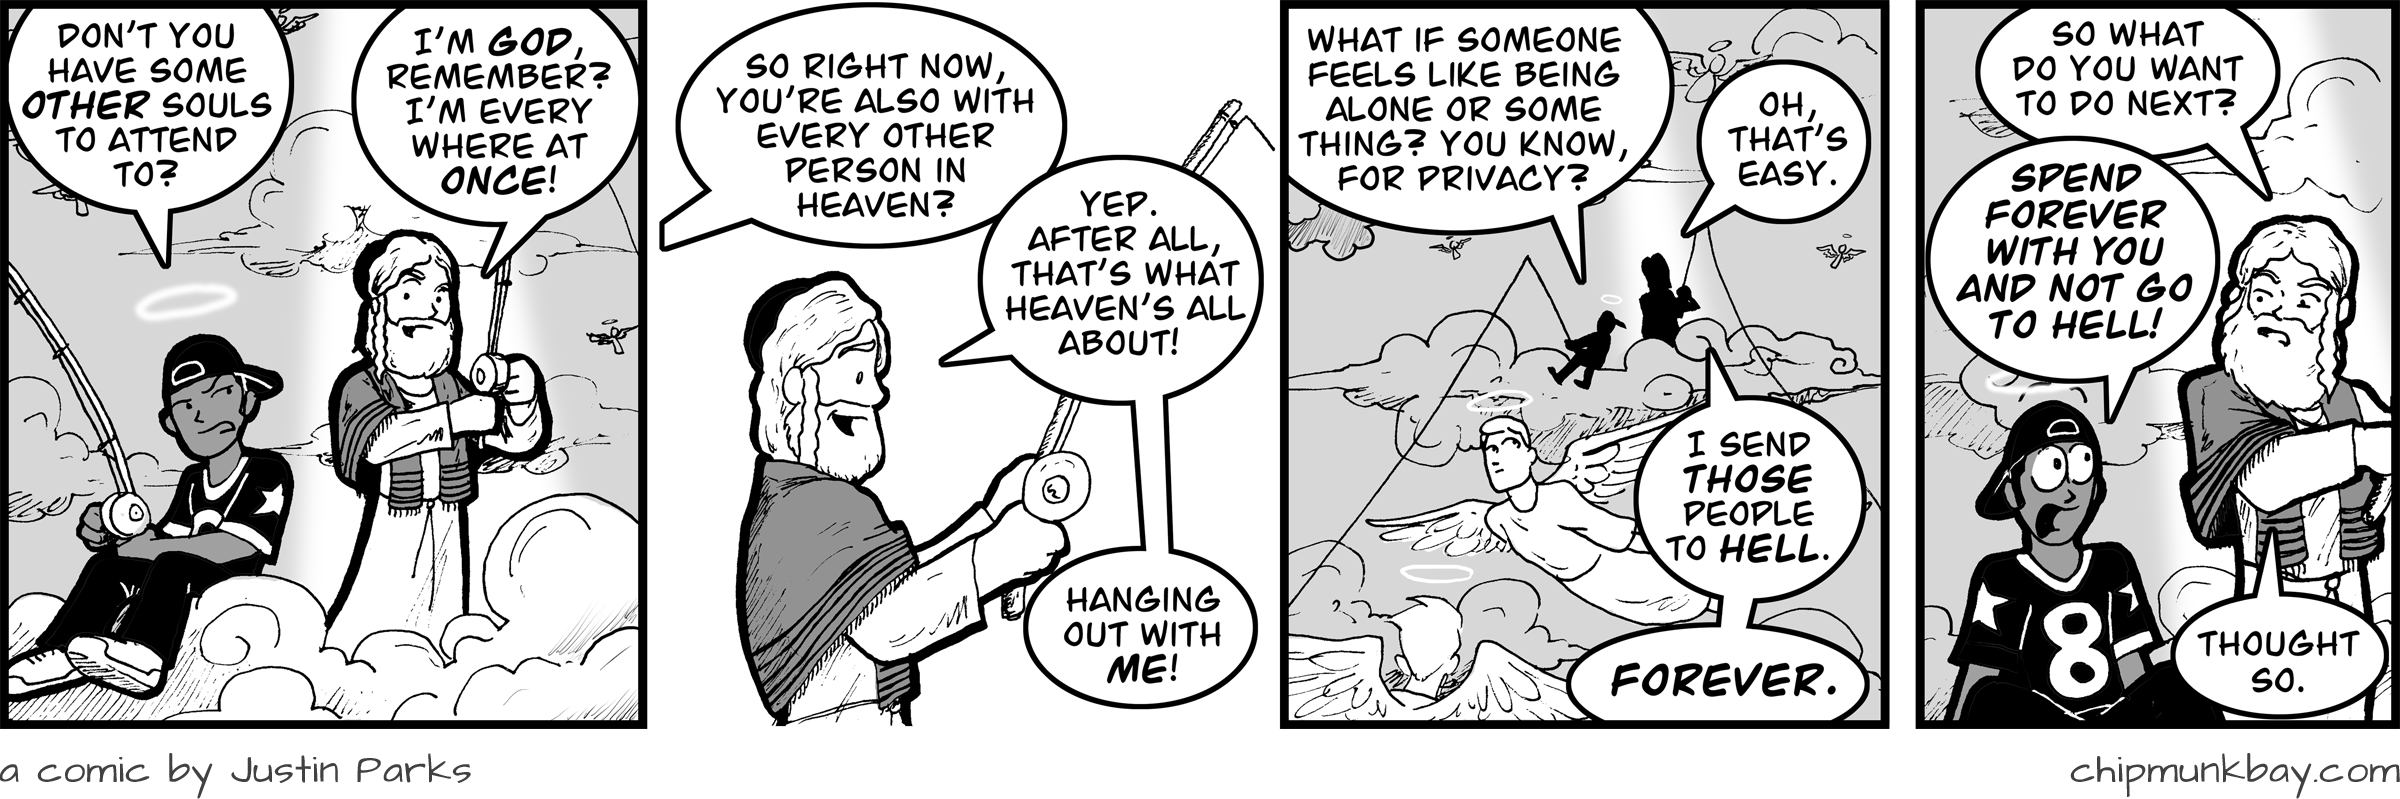 DON'T YOU
HAVE SOME
OTHER SOULS
TO ATTEND
TO?
I'M GOD,
REMEMBER?
I'M EVERY
WHERE AT
ONCE!
SO RIGHT NOW,
YOU'RE ALSO WITH
EVERY OTHER
PERSON IN
HEAVEN?
YEP.
AFTER ALL,
THAT'S WHAT
HEAVEN'S ALL
ABOUT!
HANGING
OUT WITH
ME!
WHAT IF SOMEONE
FEELS LIKE BEING
ALONE OR SOME
THING? YOU KNOW,
FOR PRIVACY?
OH,
THAT'S
EASY.
I SEND
THOSE
PEOPLE
TO HELL.
FOREVER.
SO WHAT
DO YOU WANT
TO DO NEXT?
SPEND
FOREVER
WITH YOU
AND NOT GO
TO HELL!
8
THOUGHT
SO.
a comic by Justin Parks
chipmunkbay.com